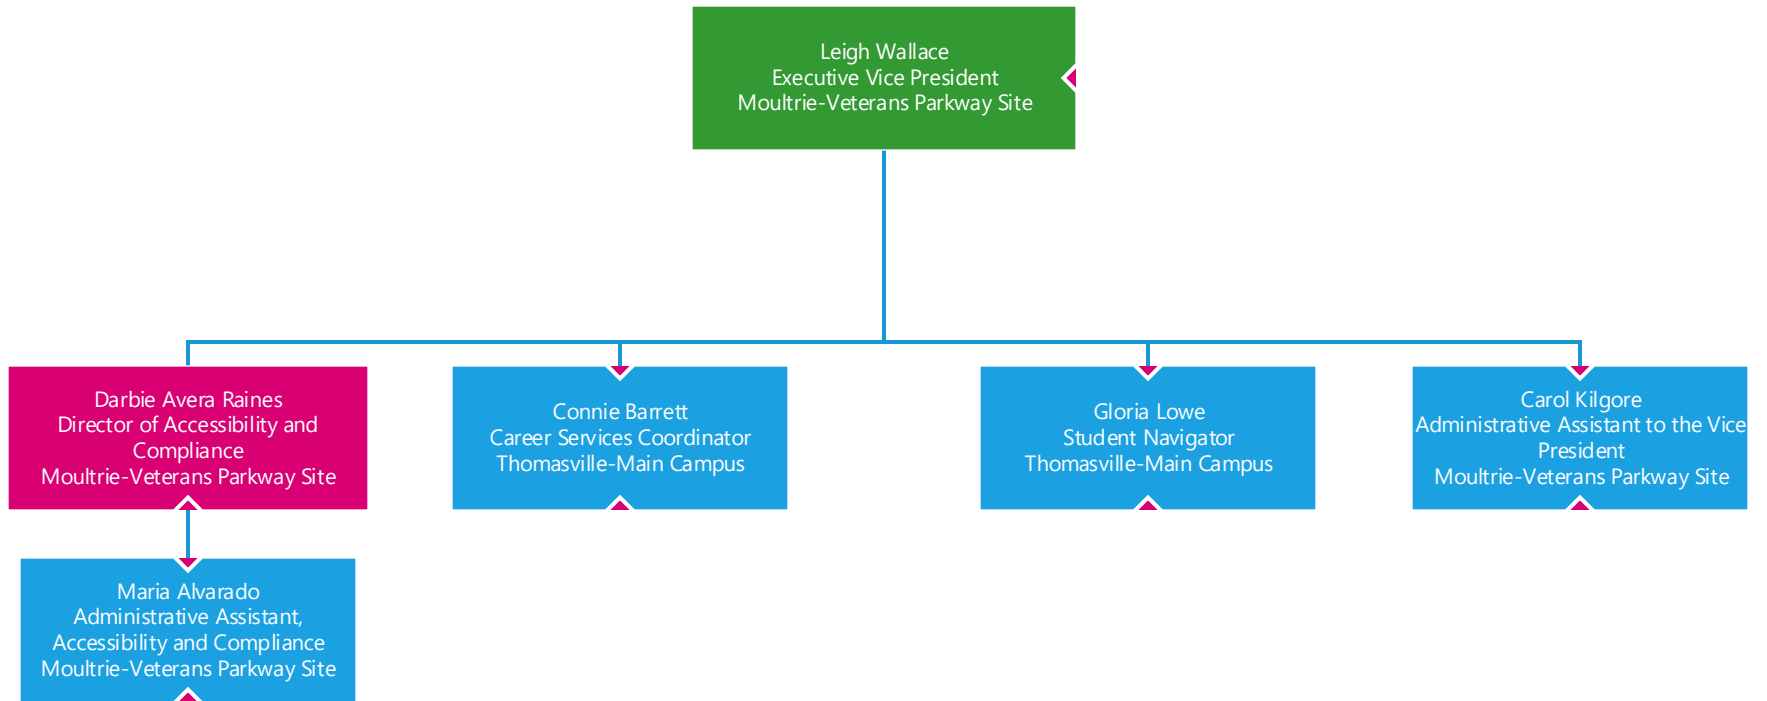 Leigh Wallace
Executive Vice President
Moultrie-Veterans Parkway Site
Darbie Avera Raines
Director of Accessibility and
Compliance
Moultrie-Veterans Parkway Site
Connie Barrett
Career Services Coordinator
Thomasville-Main Campus
Gloria Lowe
Student Navigator
Thomasville-Main Campus
Carol Kilgore
Administrative Assistant to the Vice
President
Moultrie-Veterans Parkway Site
Maria Alvarado
Administrative Assistant,
Accessibility and Compliance
Moultrie-Veterans Parkway Site